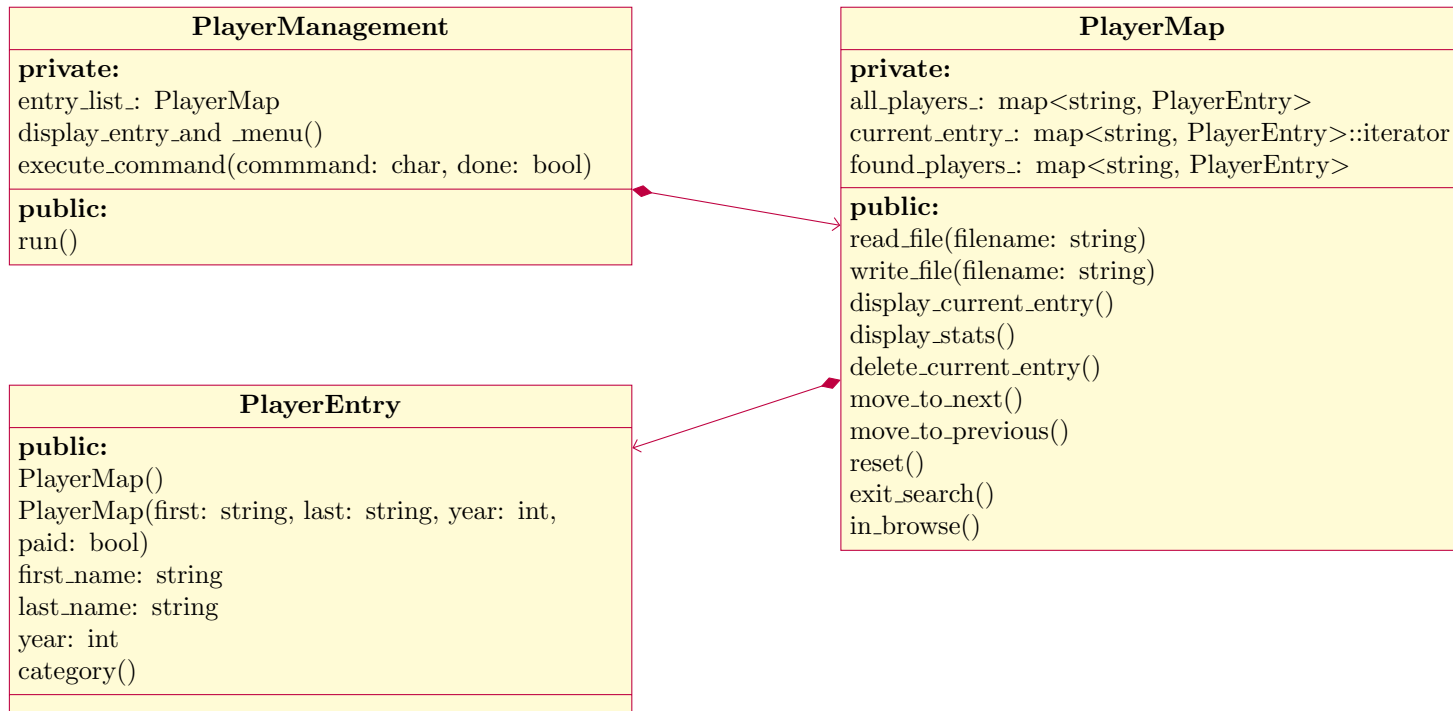 PlayerManagement
private:
entry_list_: PlayerMap
display_entry_and _menu()
execute_command(commmand: char, done: bool)
public:
run()
PlayerMap
private:
all_players_: map<string, PlayerEntry>
current_entry_: map<string, PlayerEntry>::iterator
found_players_: map<string, PlayerEntry>
public:
read_file(filename: string)
write_file(filename: string)
display_current_entry()
display_stats()
delete_current_entry()
move_to_next()
move_to_previous()
reset()
exit_search()
in_browse()
PlayerEntry
public:
PlayerMap()
PlayerMap(first: string, last: string, year: int,
paid: bool)
first_name: string
last_name: string
year: int
category()